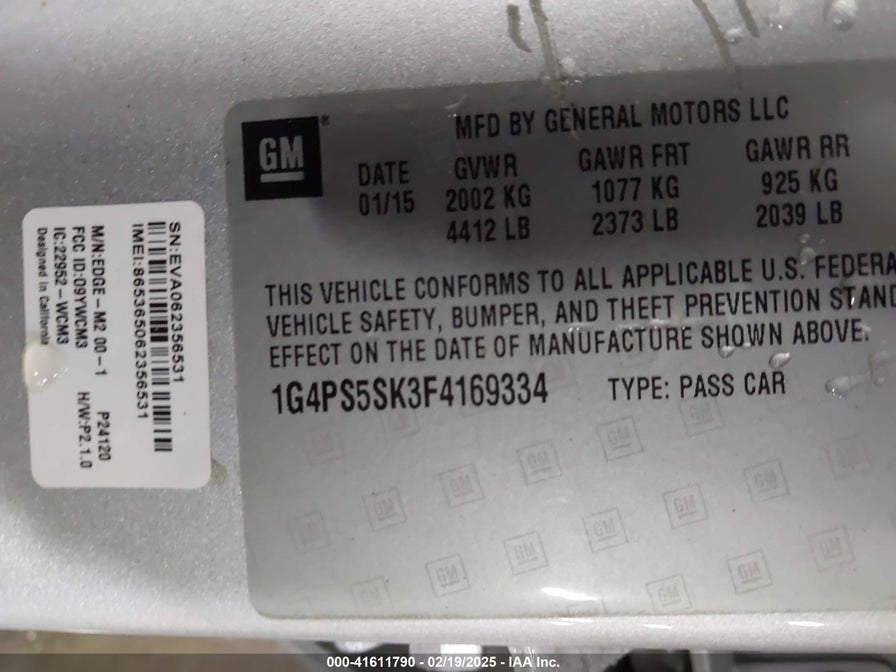 GM®
MFD BY GENERAL MOTORS LLC
DATE GVWR GAWR FRT GAWR RR
01/15 2002 KG 1077 KG 925 KG
4412 LB 2373 LB 2039 LB
THIS VEHICLE CONFORMS TO ALL APPLICABLE U.S. FEDERA
VEHICLE SAFETY, BUMPER, AND THEFT PREVENTION STAND
EFFECT ON THE DATE OF MANUFACTURE SHOWN ABOVE.
1G4PS5SK3F4169334 TYPE: PASS CAR
SN:EVA062356531
IMEI:865365062356531
M/N:EDGE-M2 00-1 P24120
FCC ID:O9YWCM3 H/W:P2.1.0
IC:22952-WCM3
Designed in California
000-41611790 - 02/19/2025 - IAA Inc.